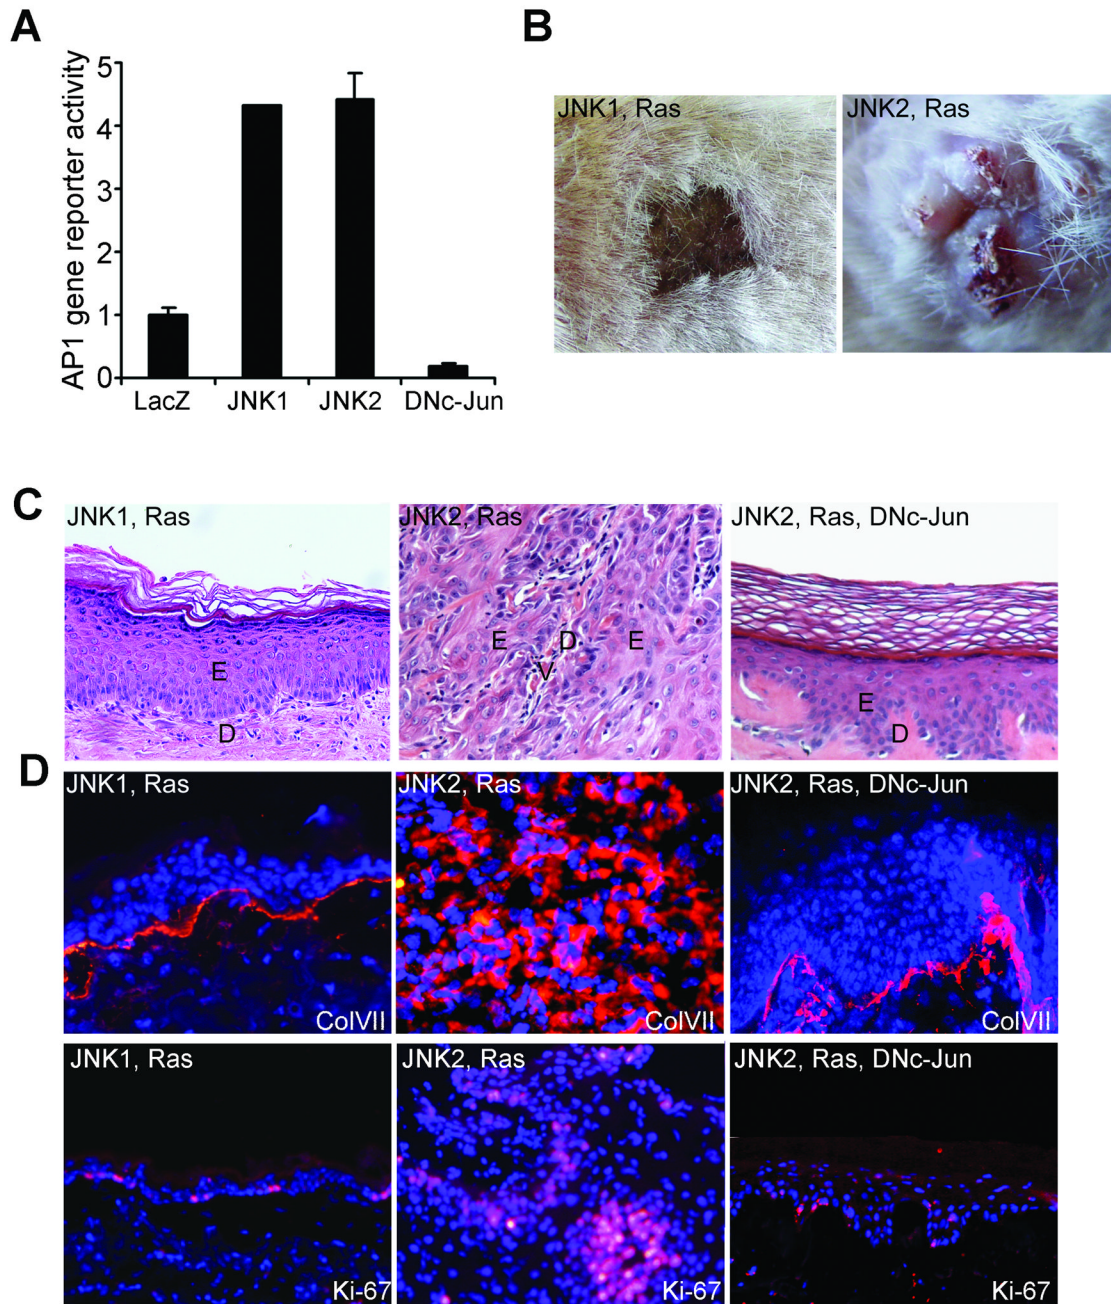 A
AP1 gene reporter activity
5
4
3
2
1
0
LacZ
JNK1
JNK2
DNc-Jun
B
JNK1, Ras
JNK2, Ras
C
JNK1, Ras
E
D
JNK2, Ras
E
D
E
V
JNK2, Ras, DNc-Jun
E
D
D
JNK1, Ras
ColVII
JNK2, Ras
ColVII
JNK2, Ras, DNc-Jun
ColVII
JNK1, Ras
Ki-67
JNK2, Ras
Ki-67
JNK2, Ras, DNc-Jun
Ki-67